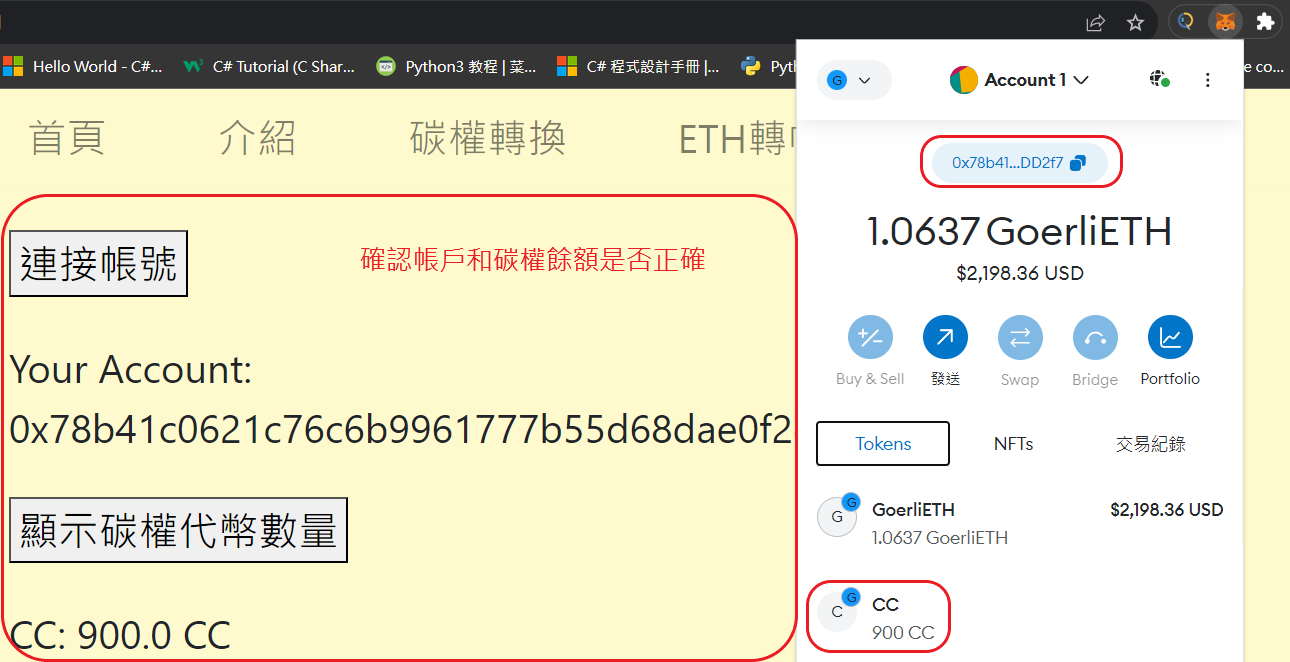 Hello World - C#...
C# Tutorial (C Shar...
Python3 教程 | 菜...
C# 程式設計手冊 |...
Pyth
e co...
首頁
介紹
碳權轉換
ETH轉
連接帳號
確認帳戶和碳權餘額是否正確
Your Account:
0x78b41c0621c76c6b9961777b55d68dae0f2
顯示碳權代幣數量
CC: 900.0 CC
G
Account 1
0x78b41...DD2f7
1.0637 GoerliETH
$2,198.36 USD
Buy & Sell
發送
Swap
Bridge
Portfolio
Tokens
NFTs
交易紀錄
G
G
GoerliETH
$2,198.36 USD
1.0637 GoerliETH
C
G
CC
900 CC